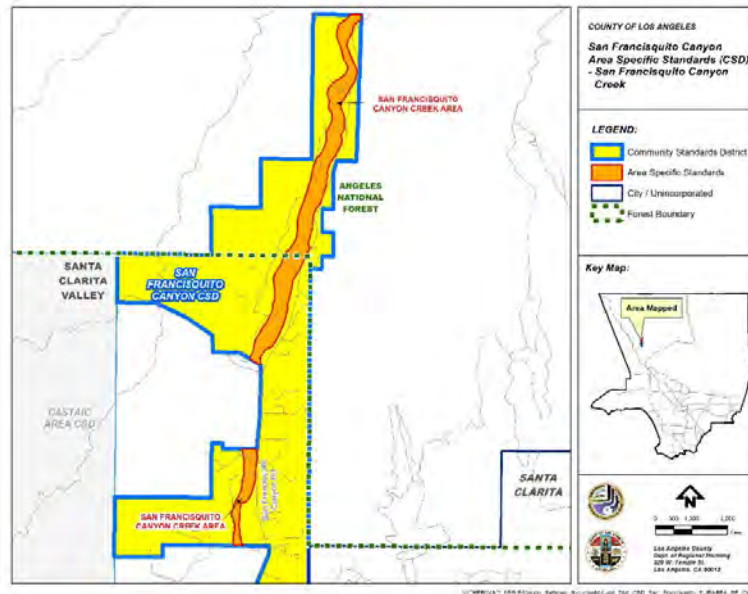 SAN FRANCISQUITO
CANYON CREEK AREA
ANGELES
NATIONAL
FOREST
SANTA
CLARITA
VALLEY
SAN
FRANCISQUITO
CANYON CSD
CASTAIC
AREA CSD
SAN FRANCISQUITO
CANYON CREEK AREA
SANTA
CLARITA
COUNTY OF LOS ANGELES
San Francisquito Canyon
Area Specific Standards (CSD)
- San Francisquito Canyon
Creek
LEGEND:
Community Standards District
Area Specific Standards
City / Unincorporated
Forest Boundary
Key Map:
Area Mapped
N
Los Angeles County
Dept. of Regional Planning
320 W. Temple St.
Los Angeles, CA 90012